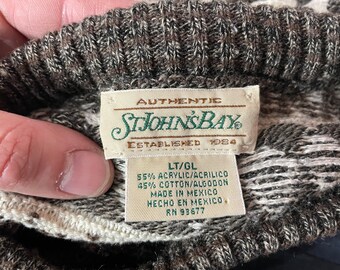 AUTHENTIC
ST. JOHN'S BAY®
ESTABLISHED 1984
LT/GL
55% ACRYLIC/ACRILICO
45% COTTON/ALGODON
MADE IN MEXICO
HECHO EN MEXICO
RN 93677